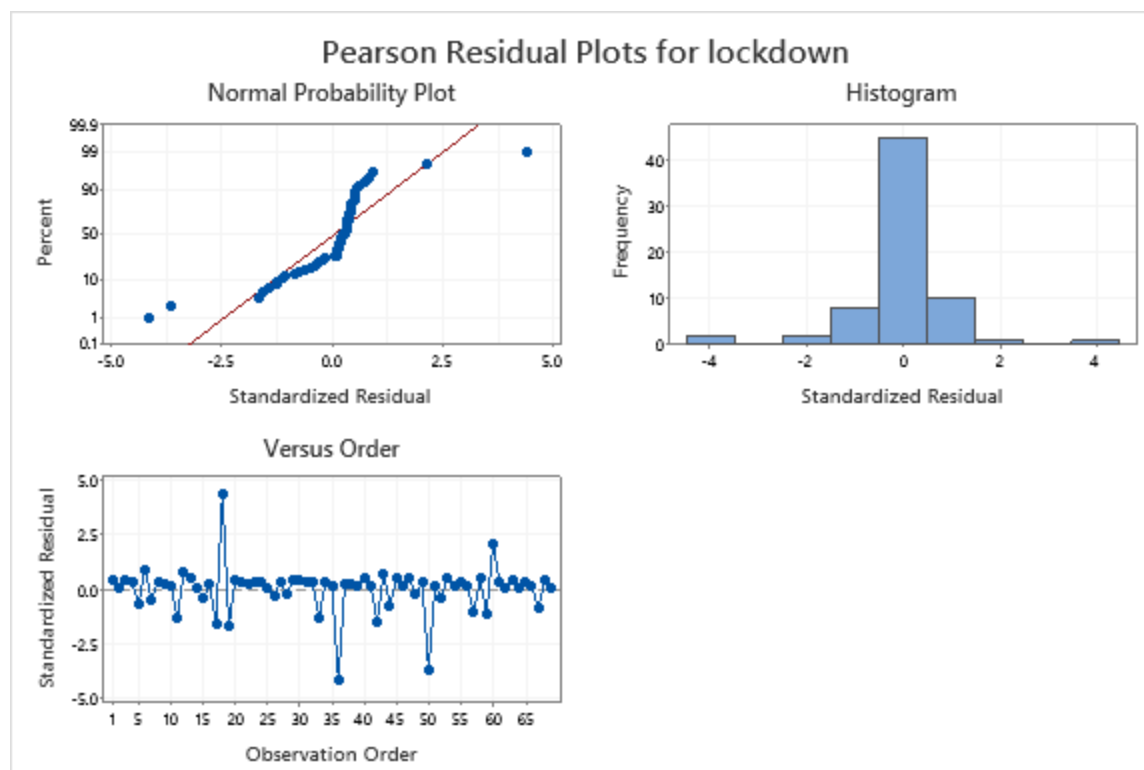 Pearson Residual Plots for lockdown
Normal Probability Plot
99.9
99
90
50
10
1
0.1
Percent
-5.0 -2.5 0.0 2.5 5.0
Standardized Residual
Histogram
40
30
20
10
0
Frequency
-4 -2 0 2 4
Standardized Residual
Versus Order
5.0
2.5
0.0
-2.5
-5.0
Standardized Residual
1 5 10 15 20 25 30 35 40 45 50 55 60 65
Observation Order